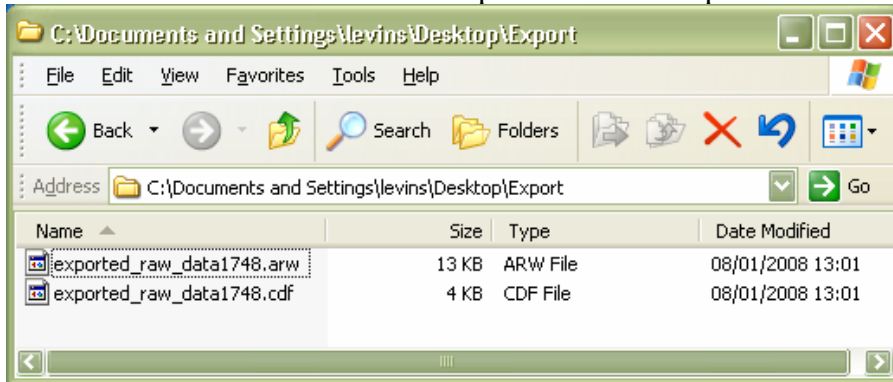 C:\Documents and Settings\levins\Desktop\Export
File Edit View Favorites Tools Help
Back Search Folders
Address C:\Documents and Settings\levins\Desktop\Export Go
Name Size Type Date Modified
exported_raw_data1748.arw 13 KB ARW File 08/01/2008 13:01
exported_raw_data1748.cdf 4 KB CDF File 08/01/2008 13:01